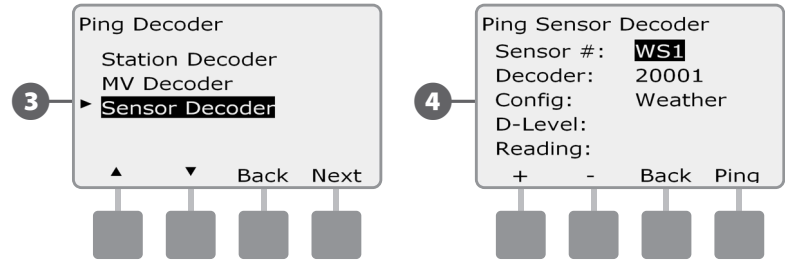 3
Ping Decoder
Station Decoder
MV Decoder
► Sensor Decoder
▲ ▼ Back Next
4
Ping Sensor Decoder
Sensor #: WS1
Decoder: 20001
Config: Weather
D-Level:
Reading:
+ - Back Ping